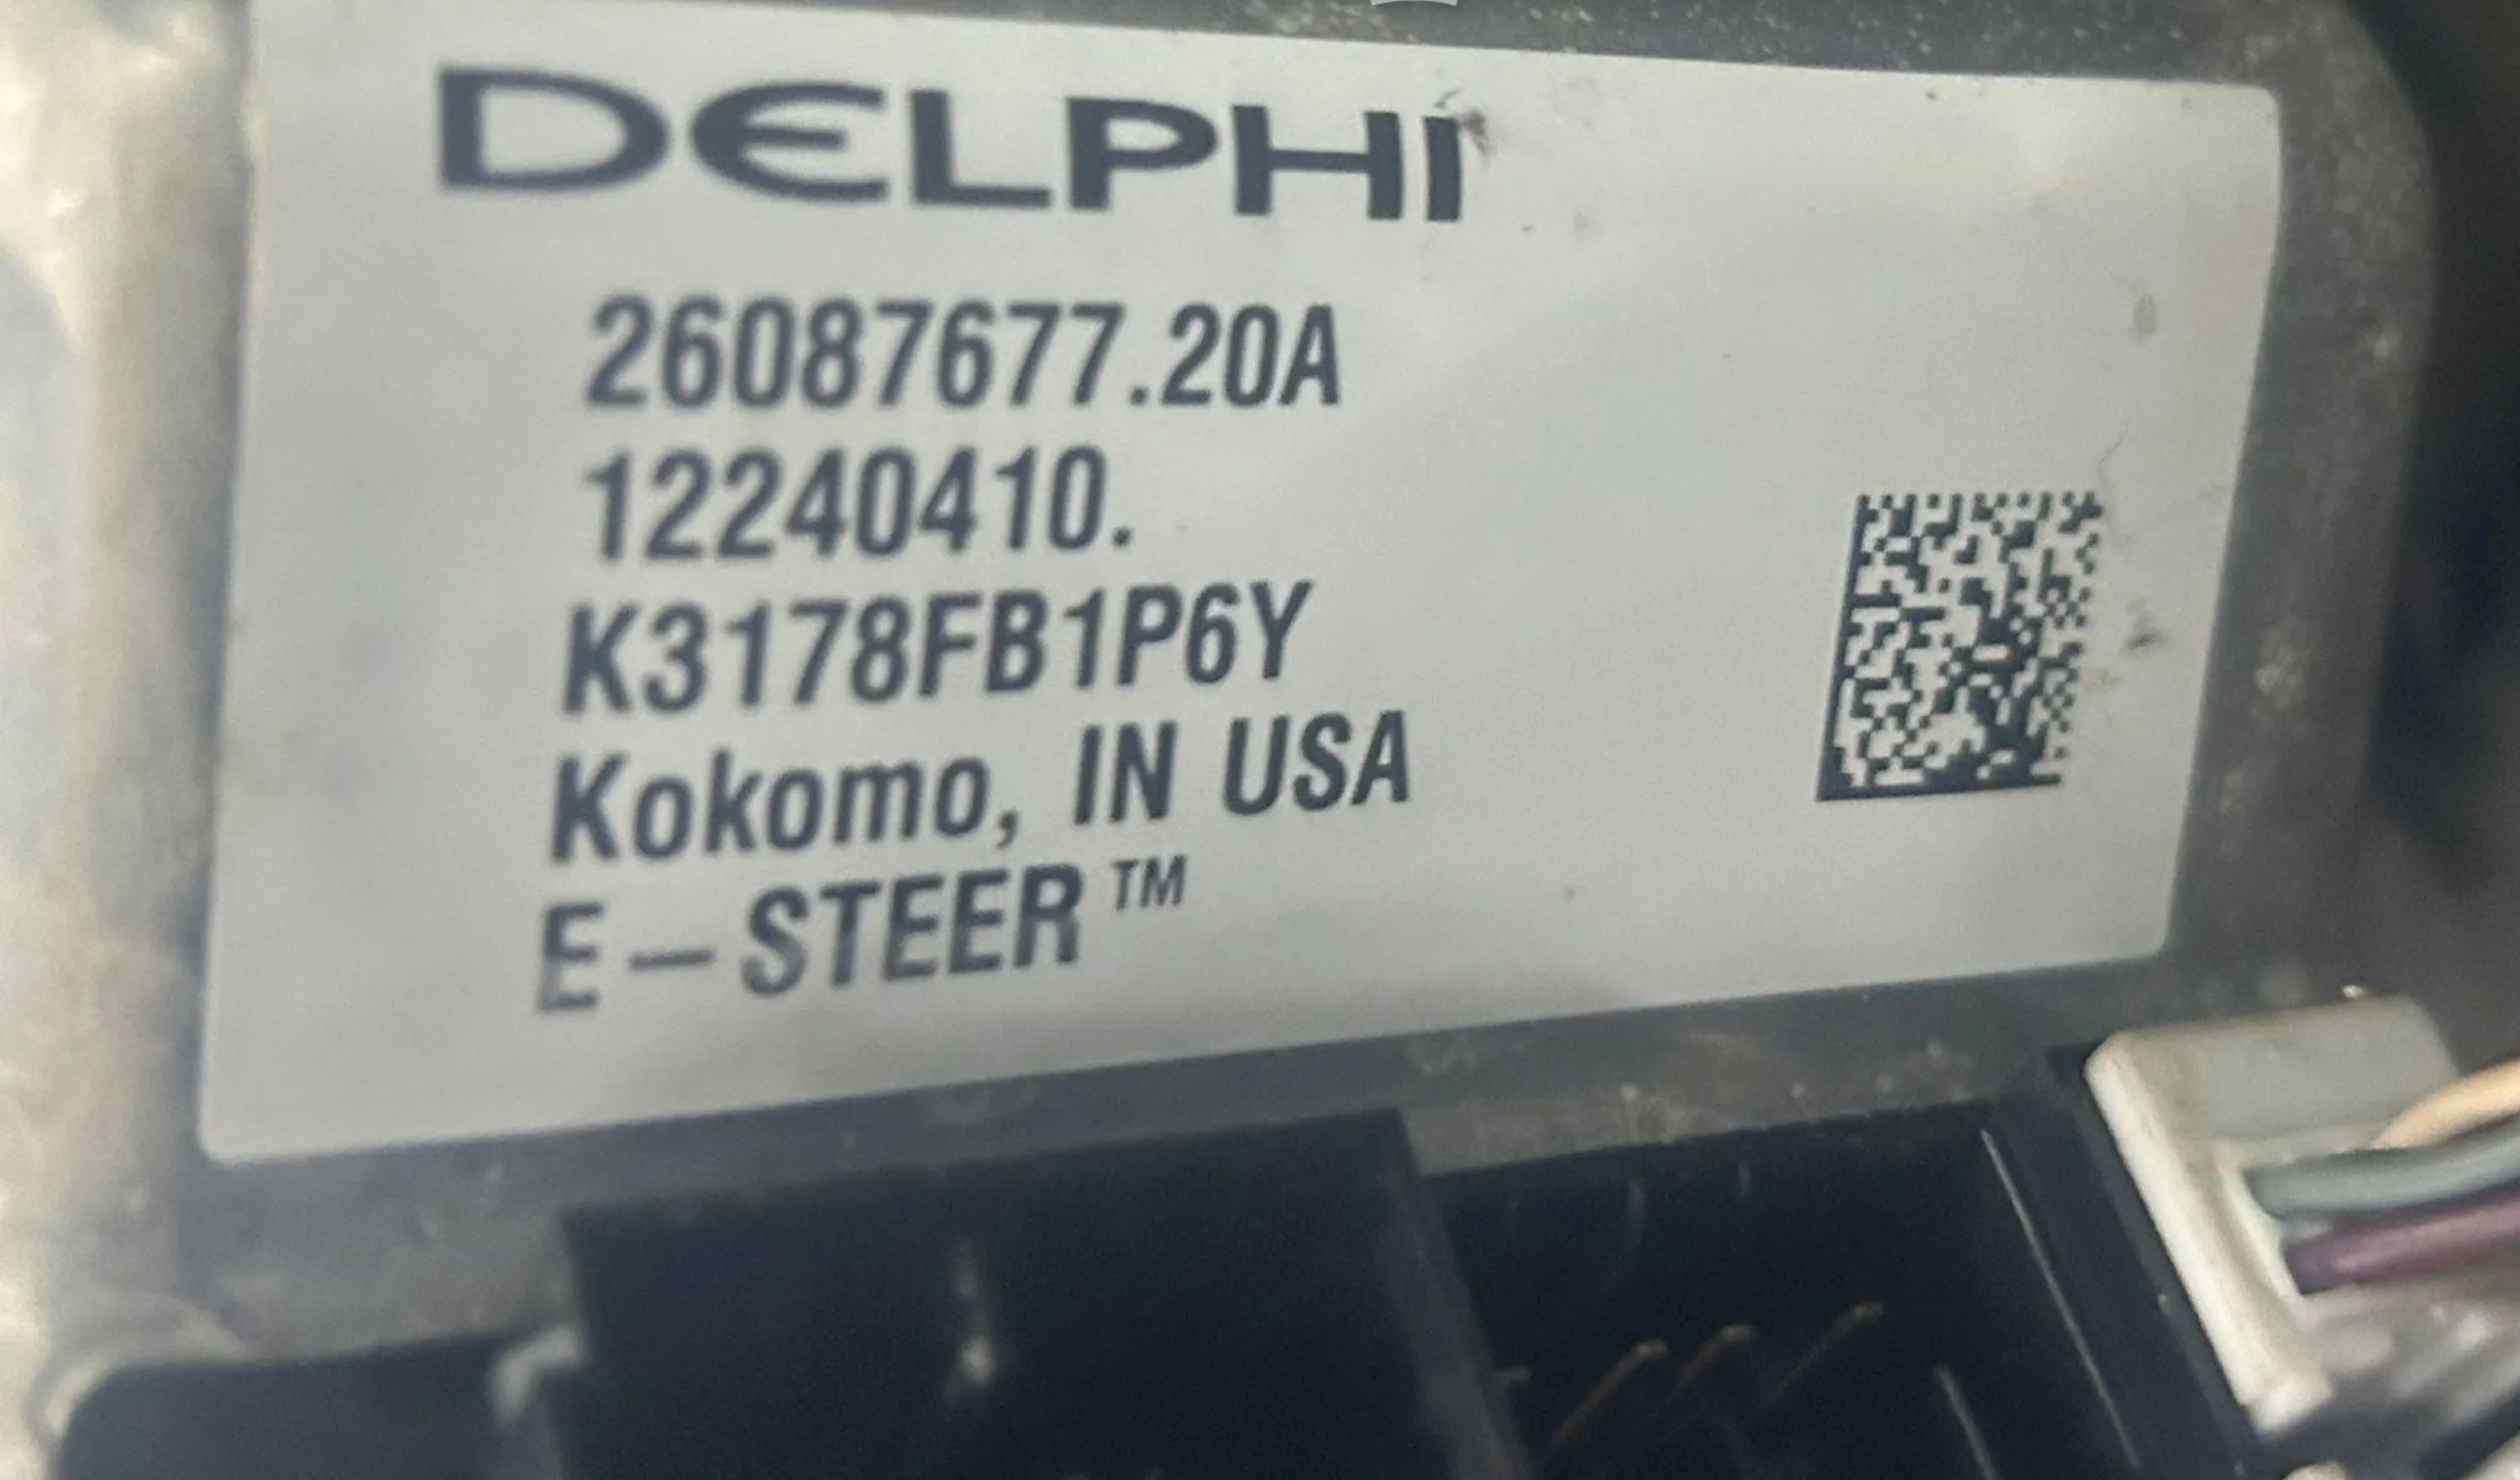 DELPHI
26087677.20A
12240410.
K3178FB1P6Y
Kokomo, IN USA
E-STEER™